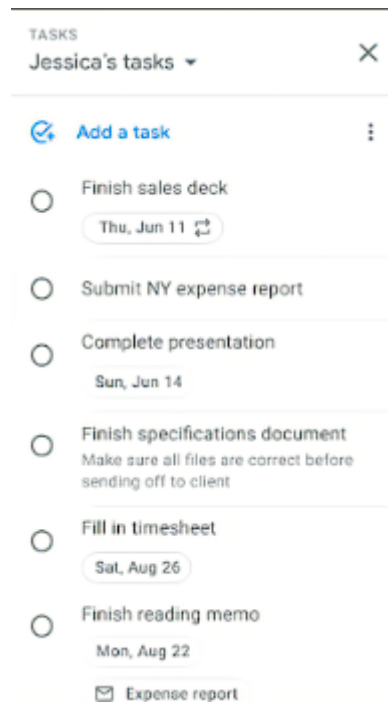 TASKS
Jessica's tasks
Add a task
Finish sales deck
Thu, Jun 11
Submit NY expense report
Complete presentation
Sun, Jun 14
Finish specifications document
Make sure all files are correct before
sending off to client
Fill in timesheet
Sat, Aug 26
Finish reading memo
Mon, Aug 22
Expense report